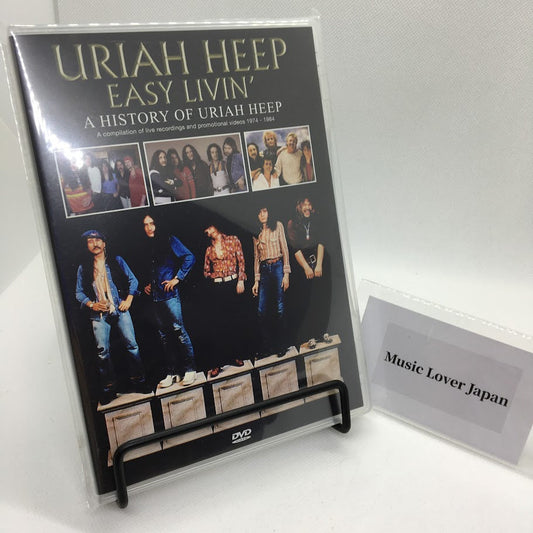 URIAH HEEP
EASY LIVIN'
A HISTORY OF URIAH HEEP
A compilation of live recordings and promotional videos 1974 - 1984
DVD
Music Lover Japan